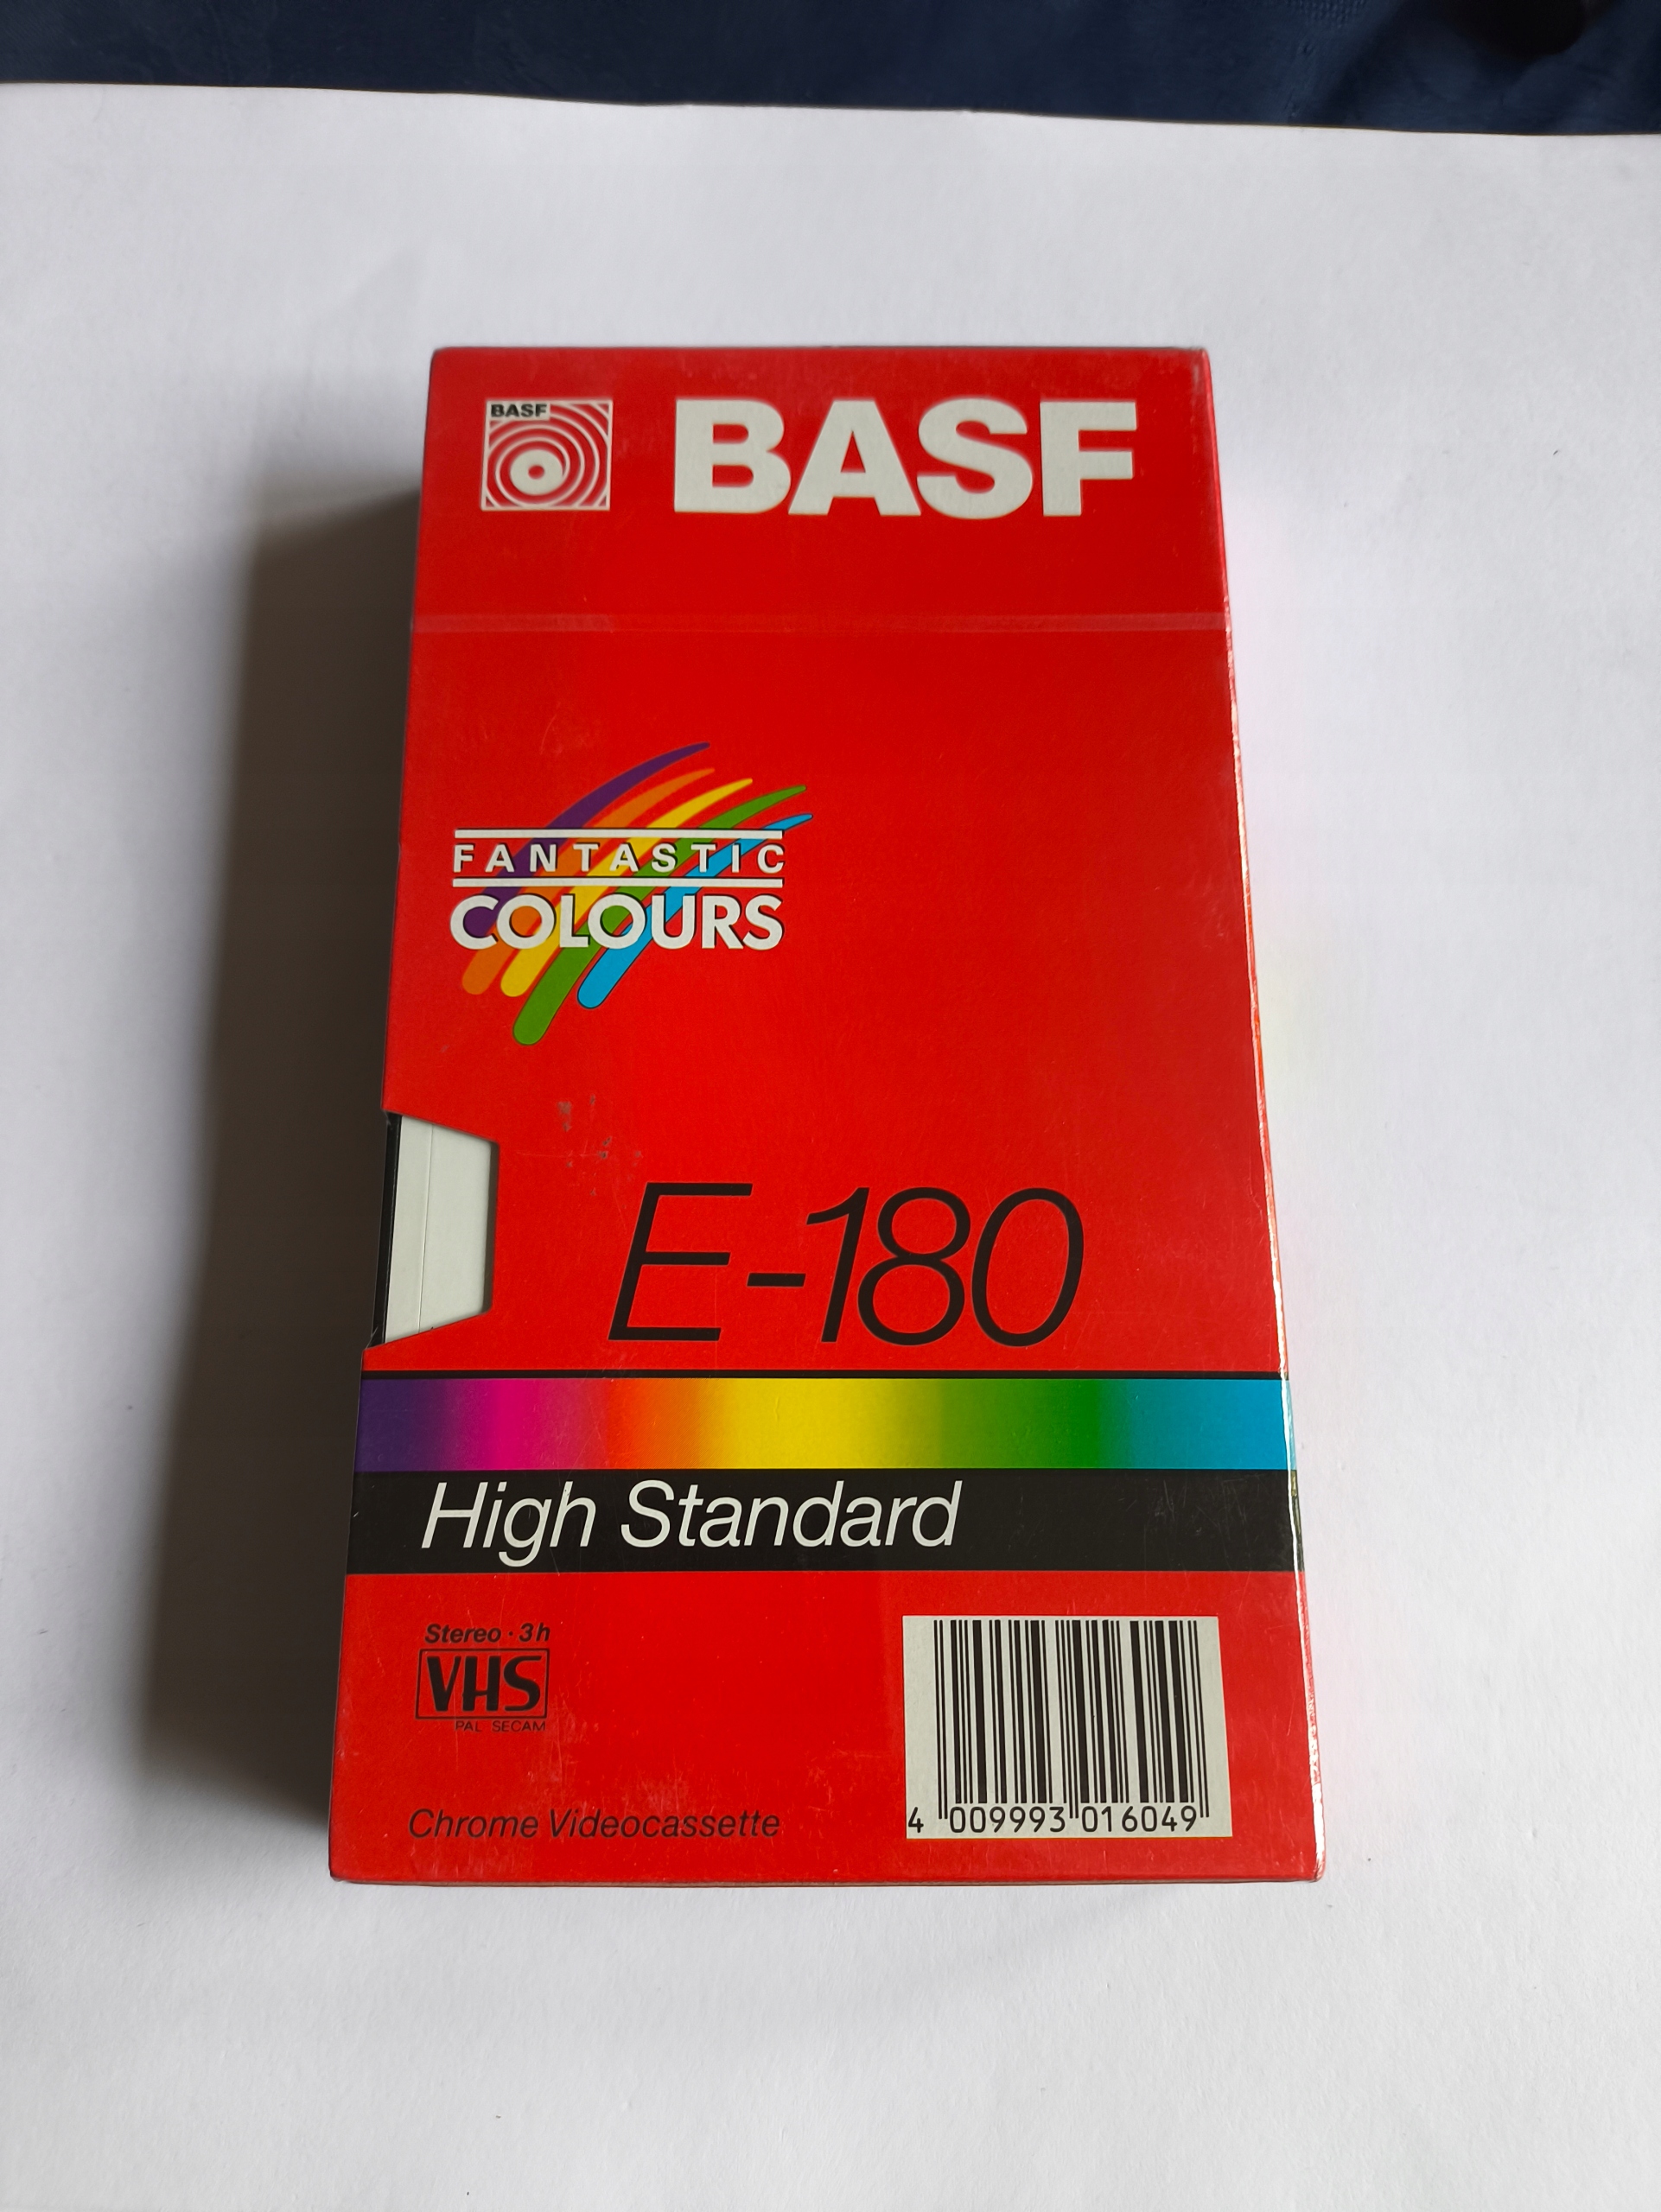 BASF
BASF
FANTASTIC
COLOURS
E-180
High Standard
Stereo · 3h
VHS
PAL SECAM
Chrome Videocassette
4 009993 016049